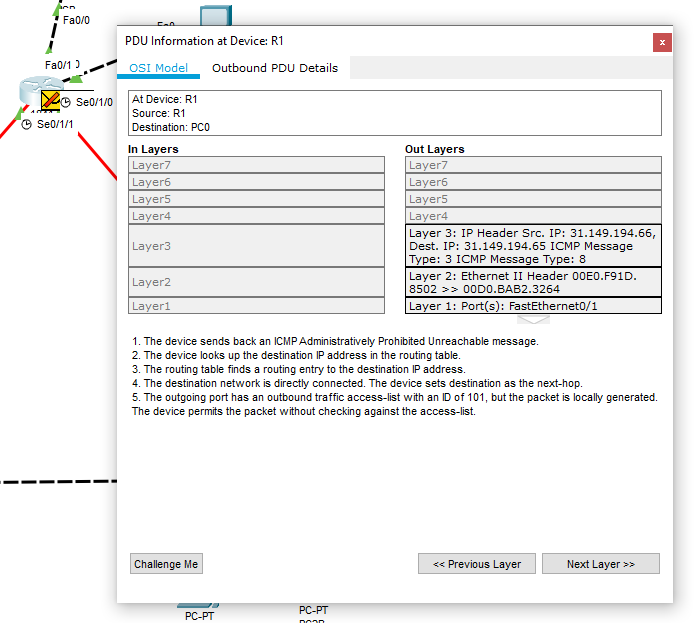 Fa0/0
PDU Information at Device: R1
x
Fa0/1
OSI Model Outbound PDU Details
Se0/1/0
Se0/1/1
At Device: R1
Source: R1
Destination: PC0
In Layers
Layer7
Layer6
Layer5
Layer4
Layer3
Layer2
Layer1
Out Layers
Layer7
Layer6
Layer5
Layer4
Layer 3: IP Header Src. IP: 31.149.194.66,
Dest. IP: 31.149.194.65 ICMP Message
Type: 3 ICMP Message Type: 8
Layer 2: Ethernet II Header 00E0.F91D.
8502 >> 00D0.BAB2.3264
Layer 1: Port(s): FastEthernet0/1
1. The device sends back an ICMP Administratively Prohibited Unreachable message.
2. The device looks up the destination IP address in the routing table.
3. The routing table finds a routing entry to the destination IP address.
4. The destination network is directly connected. The device sets destination as the next-hop.
5. The outgoing port has an outbound traffic access-list with an ID of 101, but the packet is locally generated.
The device permits the packet without checking against the access-list.
Challenge Me
<< Previous Layer
Next Layer >>
PC-PT
PC-PT